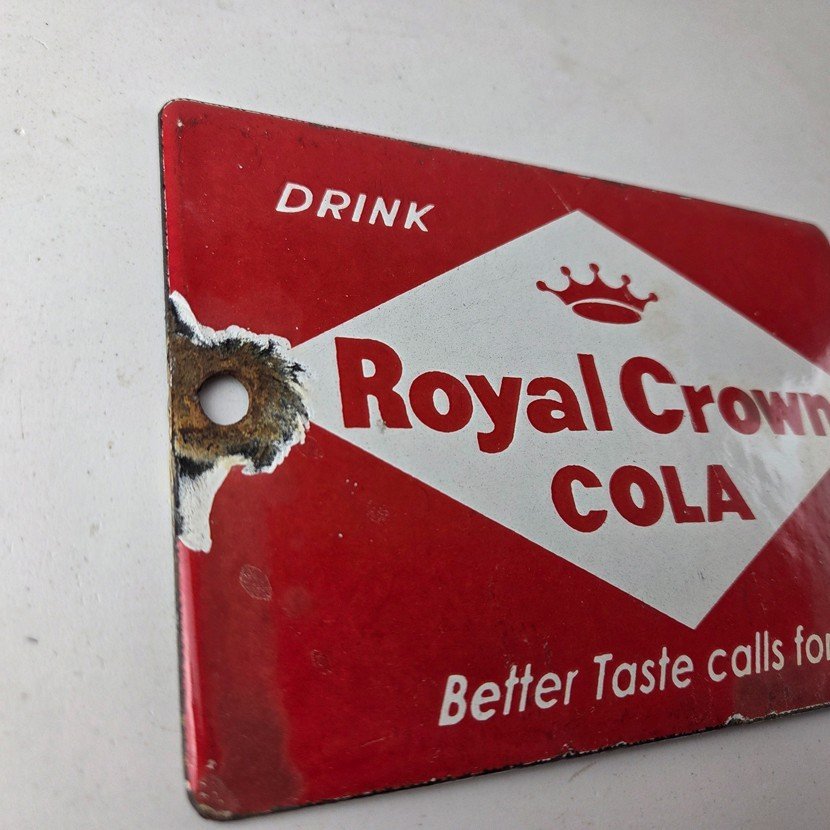 DRINK
Royal Crown
COLA
Better Taste calls for